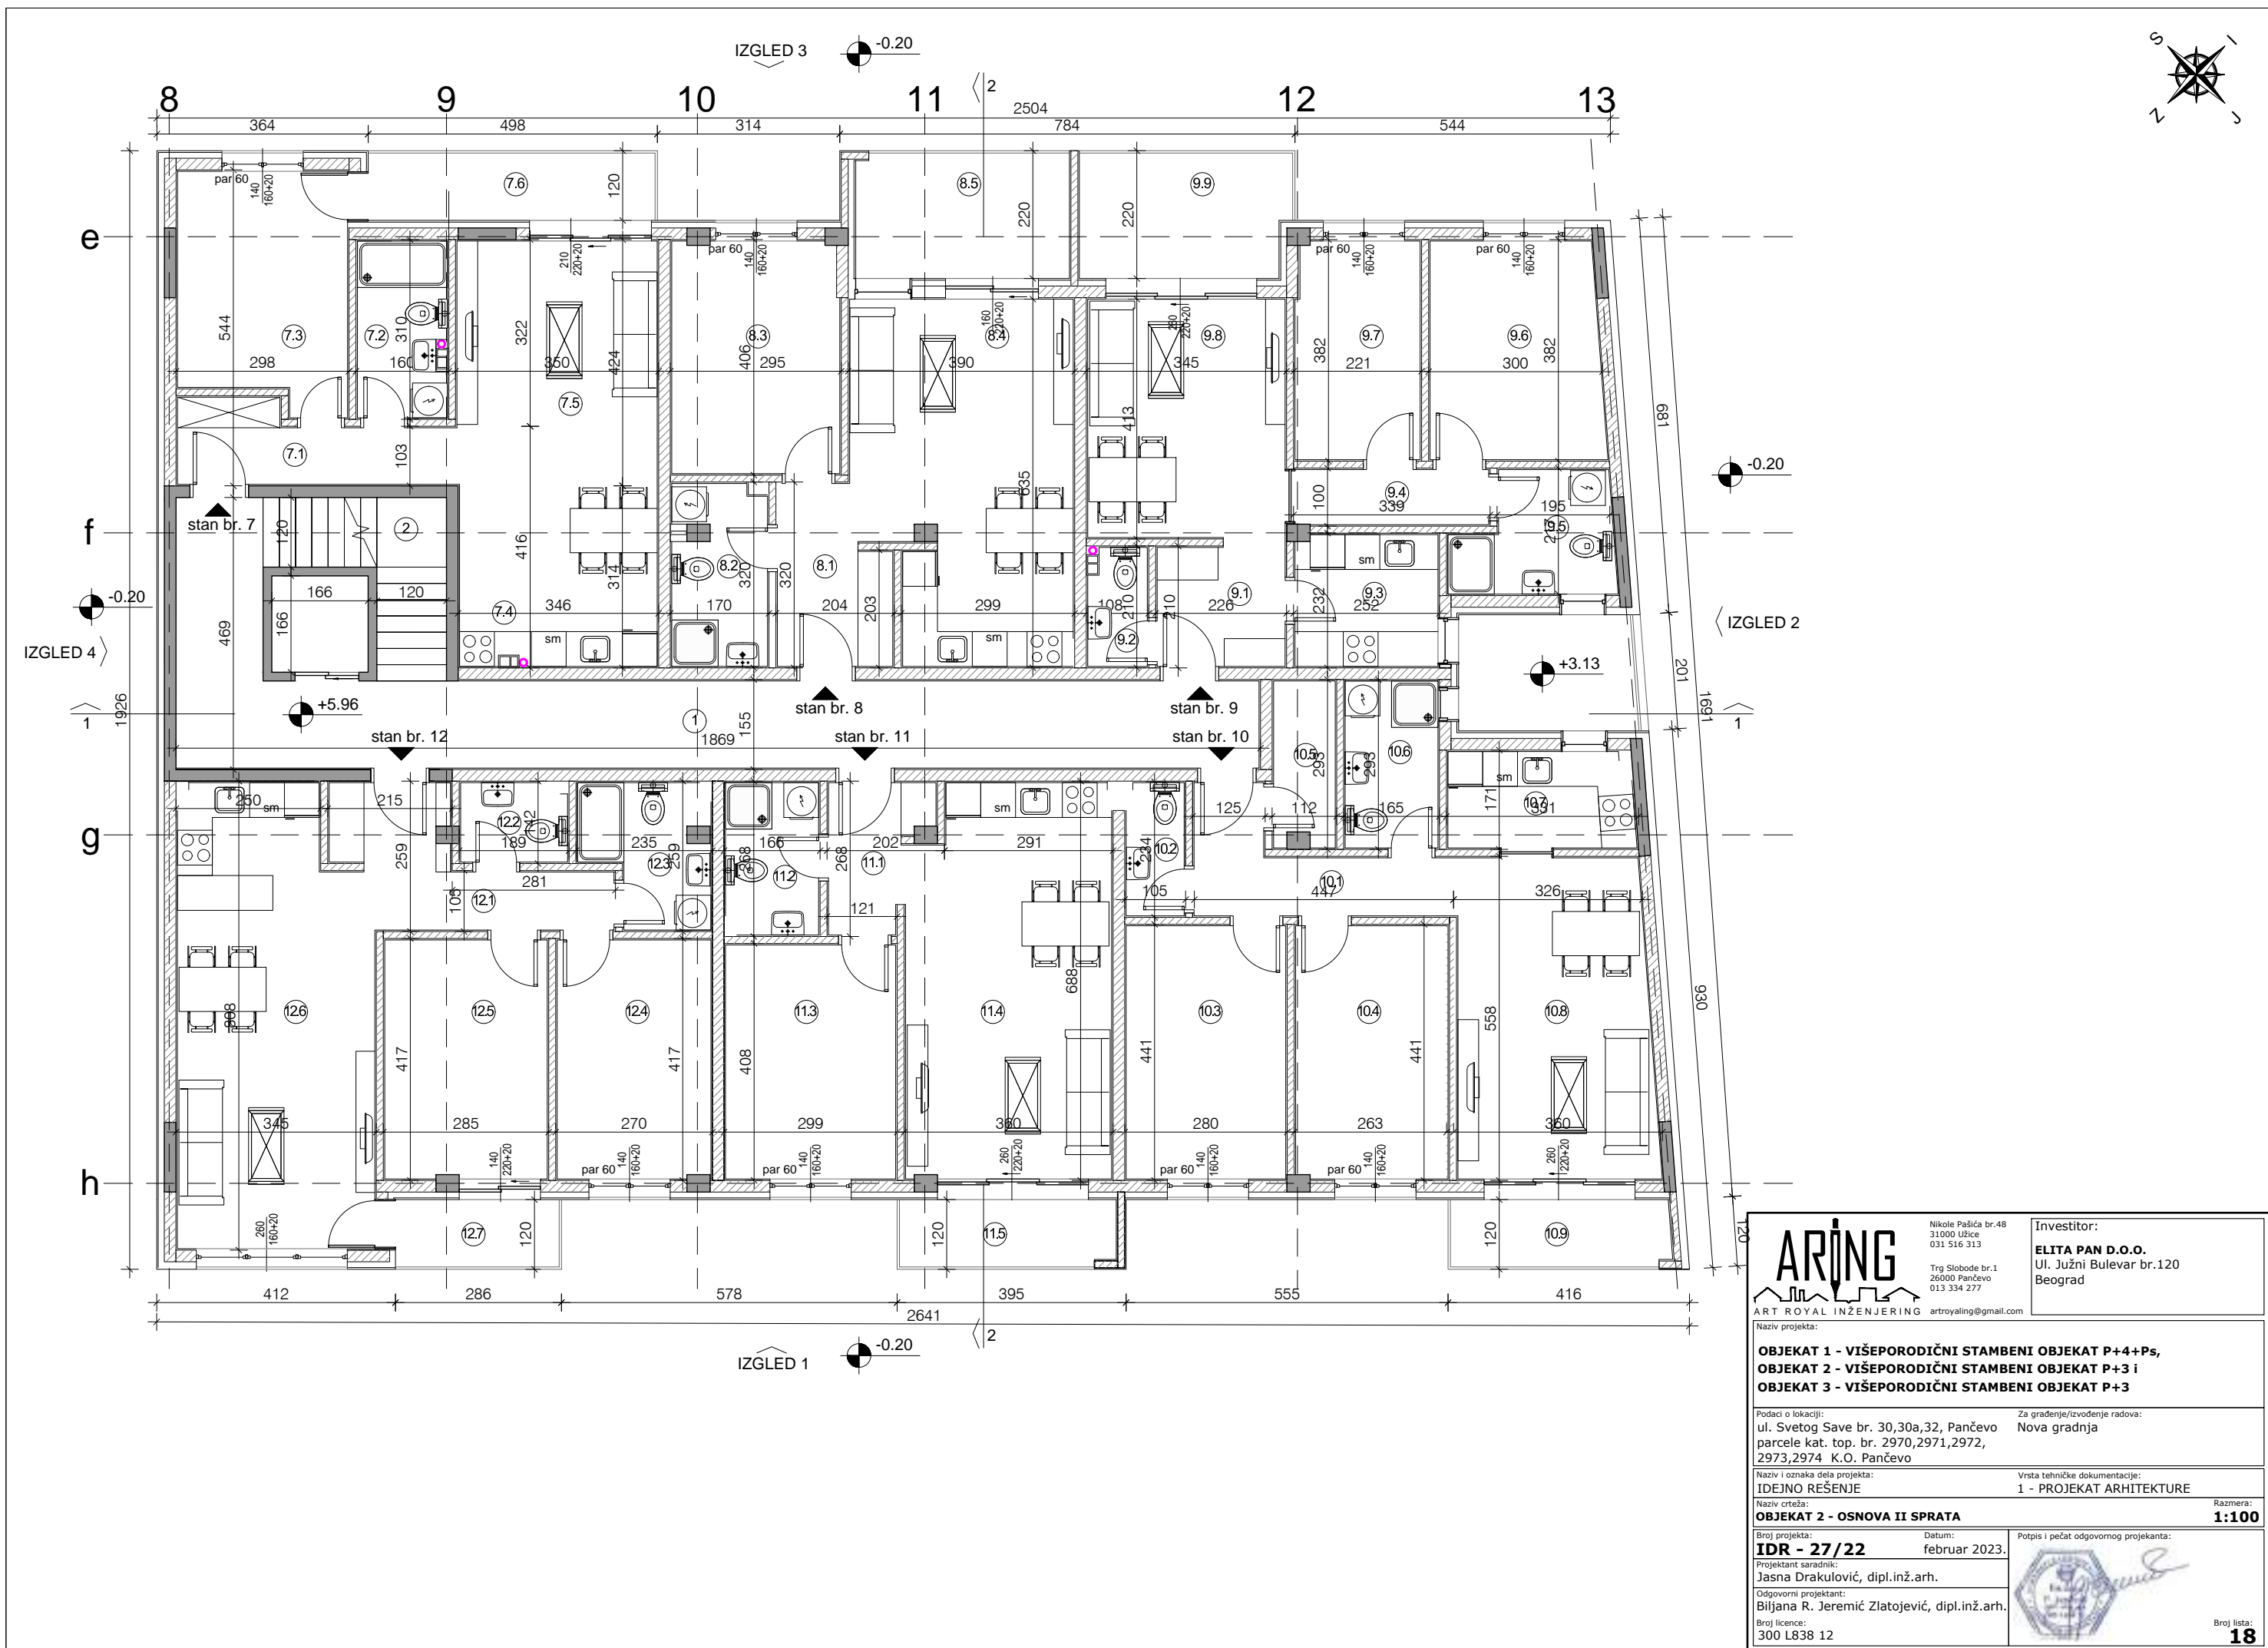 IZGLED 3
-0.20
S
I
Z
J
2
8
9
10
11
12
13
2504
364
498
314
784
544
par 60
140
160+20
7.6
120
8.5
220
9.9
220
e
210
220+20
par 60
140
160+20
par 60
140
160+20
par 60
140
160+20
544
7.3
7.2
310
322
424
8.3
406
160
220+20
8.4
260
220+20
9.8
382
9.7
9.6
382
298
160
350
295
390
345
221
300
7.5
681
413
7.1
103
635
-0.20
9.4
100
339
195
9.5
217
stan br. 7
120
2
f
416
314
8.2
320
320
8.1
-0.20
166
120
166
7.4
346
170
204
203
299
108
210
9.2
210
226
9.1
232
9.3
252
sm
IZGLED 2
469
sm
sm
IZGLED 4
+3.13
201
1691
1926
1
+5.96
1
155
stan br. 8
stan br. 9
1
stan br. 12
1869
stan br. 11
stan br. 10
10.5
293
293
10.6
sm
250
sm
215
12.2
142
235
12.3
259
166
268
11.2
202
268
11.1
sm
291
125
112
165
171
10.7
331
g
259
189
234
10.2
281
105
12.1
121
105
10.1
447
326
808
12.6
12.5
12.4
11.3
11.4
688
10.3
10.4
558
10.8
930
417
417
408
441
441
345
285
270
299
360
280
263
360
140
220+20
par 60
140
160+20
par 60
140
160+20
260
220+20
par 60
140
160+20
par 60
140
160+20
260
220+20
h
260
160+20
12.7
120
120
11.5
120
10.9
120
412
286
578
395
555
416
2641
2
IZGLED 1
-0.20
ARING
ART ROYAL INŽENJERING
Nikole Pašića br.48
31000 Užice
031 516 313
Trg Slobode br.1
26000 Pančevo
013 334 277
artroyaling@gmail.com
Investitor:
ELITA PAN D.O.O.
Ul. Južni Bulevar br.120
Beograd
Naziv projekta:
OBJEKAT 1 - VIŠEPORODIČNI STAMBENI OBJEKAT P+4+Ps,
OBJEKAT 2 - VIŠEPORODIČNI STAMBENI OBJEKAT P+3 i
OBJEKAT 3 - VIŠEPORODIČNI STAMBENI OBJEKAT P+3
Podaci o lokaciji:
ul. Svetog Save br. 30,30a,32, Pančevo
parcele kat. top. br. 2970,2971,2972,
2973,2974 K.O. Pančevo
Za građenje/izvođenje radova:
Nova gradnja
Naziv i oznaka dela projekta:
IDEJNO REŠENJE
Vrsta tehničke dokumentacije:
1 - PROJEKAT ARHITEKTURE
Naziv crteža:
OBJEKAT 2 - OSNOVA II SPRATA
Razmera:
1:100
Broj projekta:
IDR - 27/22
Datum:
februar 2023.
Potpis i pečat odgovornog projekanta:
Projektant saradnik:
Jasna Drakulović, dipl.inž.arh.
Odgovorni projektant:
Biljana R. Jeremić Zlatojević, dipl.inž.arh.
Broj licence:
300 L838 12
Broj lista:
18